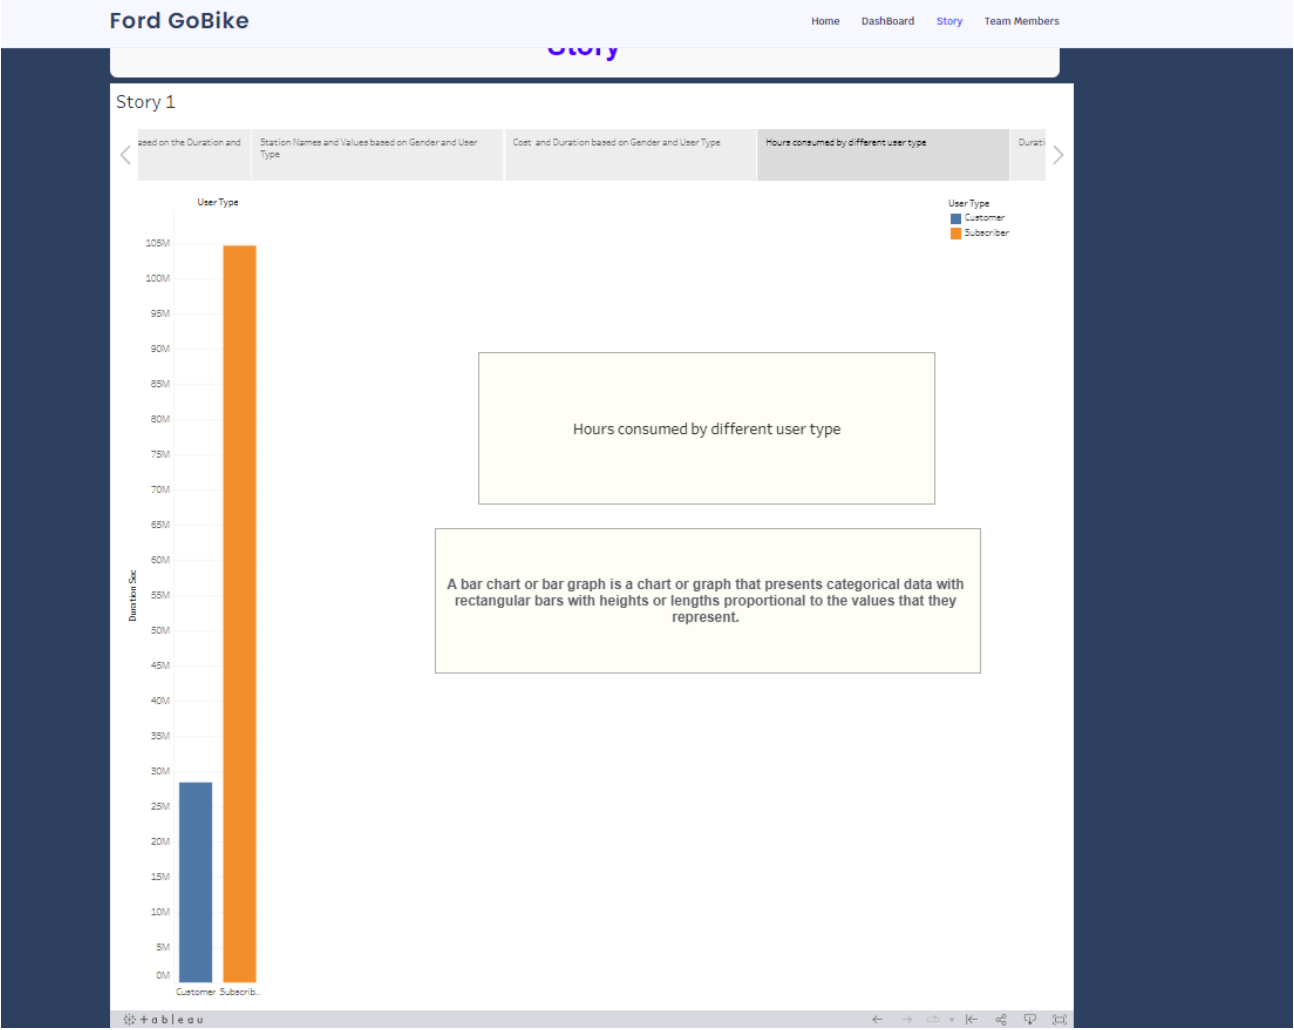 Ford GoBike
Home DashBoard Story Team Members
Story
Story 1
ased on the Duration and
Station Names and Values based on Gender and User
Type
Cost and Duration based on Gender and User Type
Hours consumed by different user type
Durati
User Type
User Type
Customer
Subscriber
105M
100M
95M
90M
85M
80M
75M
70M
65M
60M
55M
50M
45M
40M
35M
30M
25M
20M
15M
10M
5M
0M
Duration Sec
Customer Subscrib..
Hours consumed by different user type
A bar chart or bar graph is a chart or graph that presents categorical data with
rectangular bars with heights or lengths proportional to the values that they
represent.
+ableau